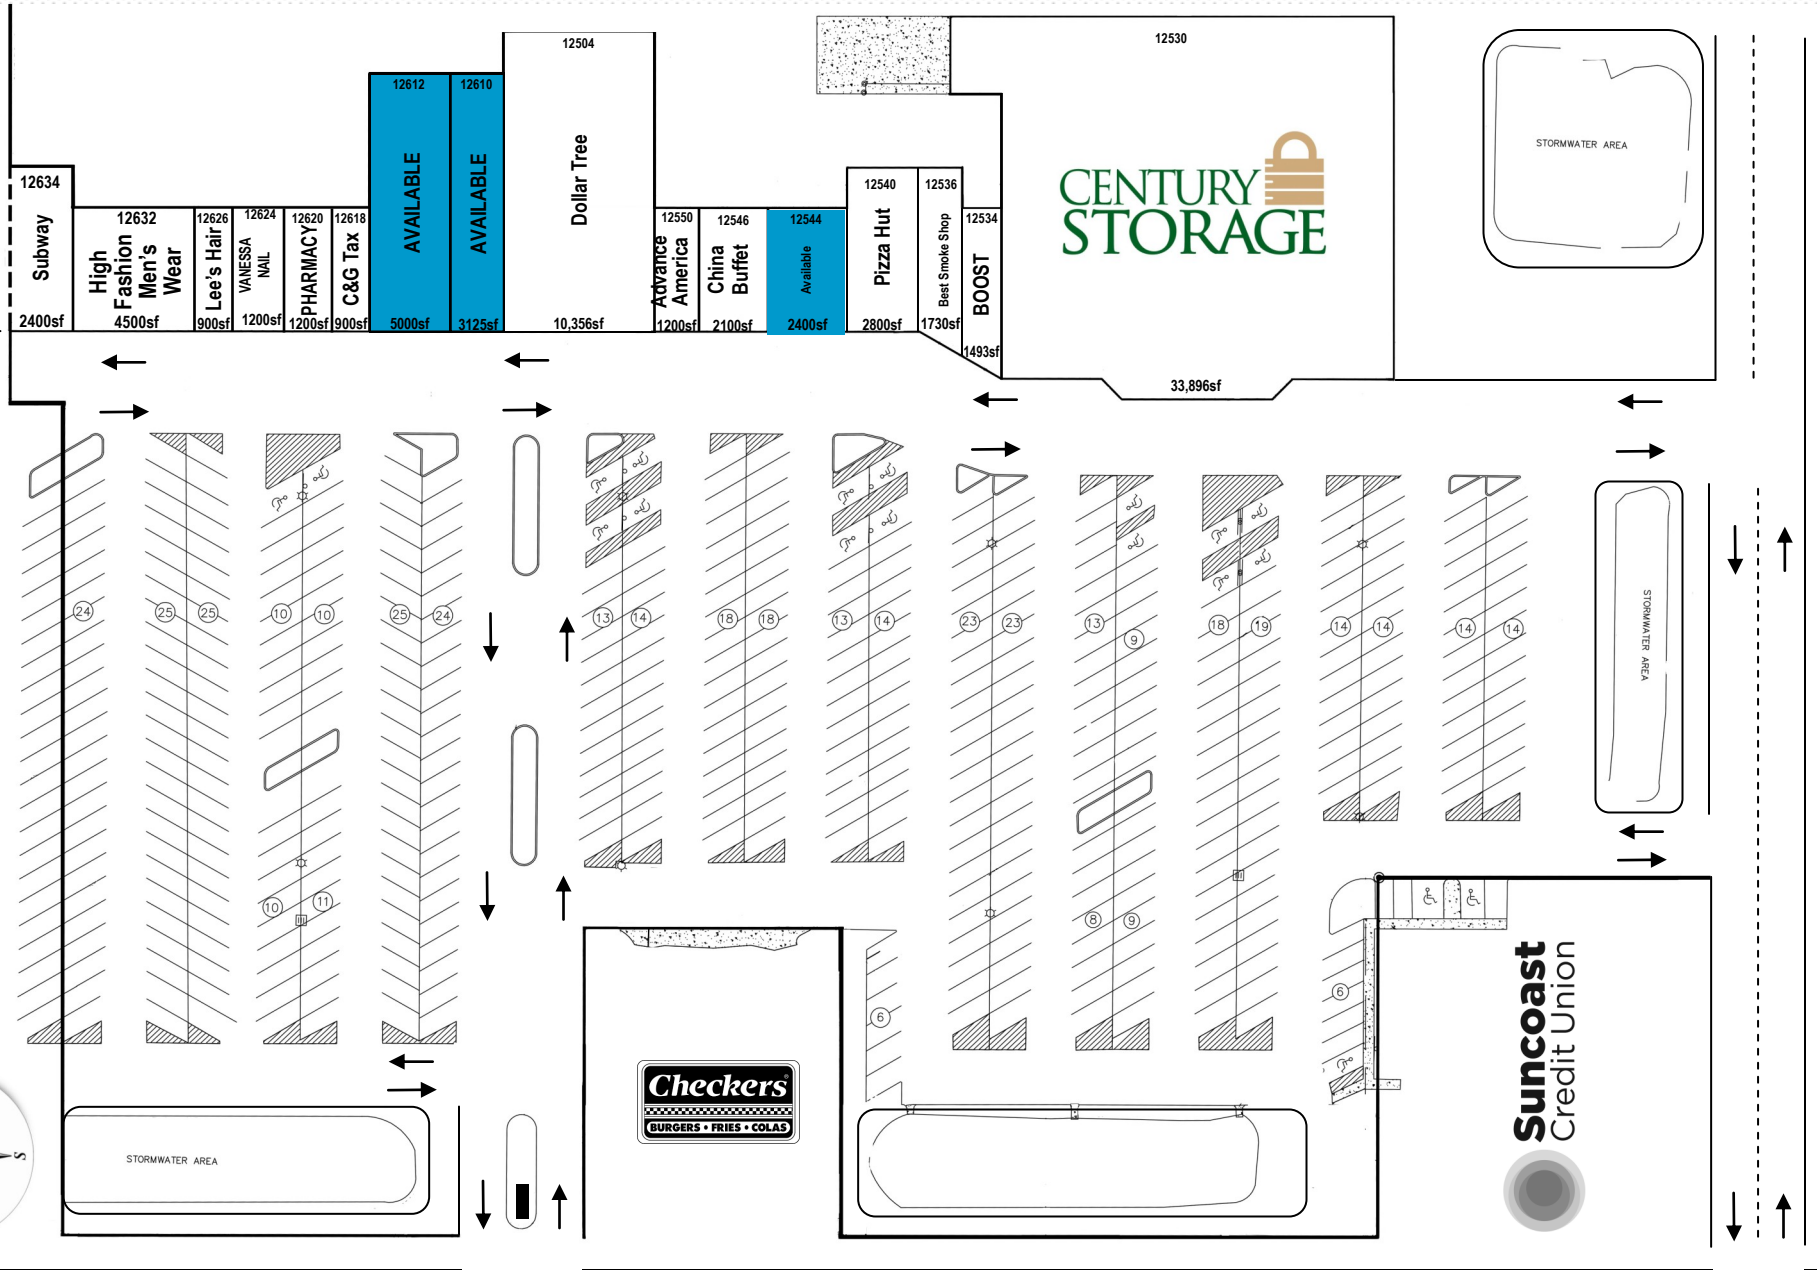 12530
12504
12612
12610
STORMWATER AREA
AVAILABLE
AVAILABLE
Dollar Tree
CENTURY
STORAGE
12634
12632
12626
12624
12620
12618
12550
12546
12544
12540
12536
12534
Subway
High
Fashion
Men's
Wear
Lee's Hair
VANESSA
NAIL
PHARMACY
C&G Tax
Advance
America
China
Buffet
Available
Pizza Hut
Best Smoke Shop
BOOST
2400sf
4500sf
900sf
1200sf
1200sf
900sf
5000sf
3125sf
10,356sf
1200sf
2100sf
2400sf
2800sf
1730sf
1493sf
33,896sf
24
25
25
10
10
25
24
13
14
18
18
13
14
23
23
13
9
18
19
14
14
14
14
STORMWATER AREA
10
11
8
9
6
6
Checkers
BURGERS • FRIES • COLAS
Suncoast
Credit Union
STORMWATER AREA
S